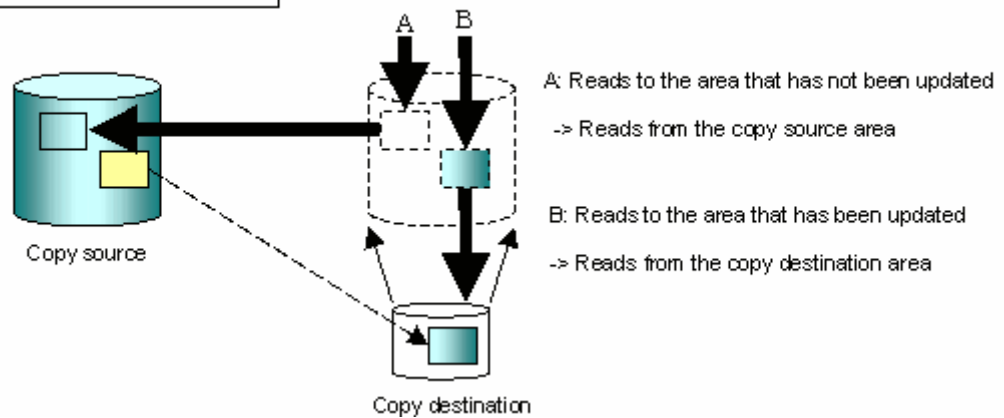 A B
A: Reads to the area that has not been updated
-> Reads from the copy source area
B: Reads to the area that has been updated
-> Reads from the copy destination area
Copy source
Copy destination